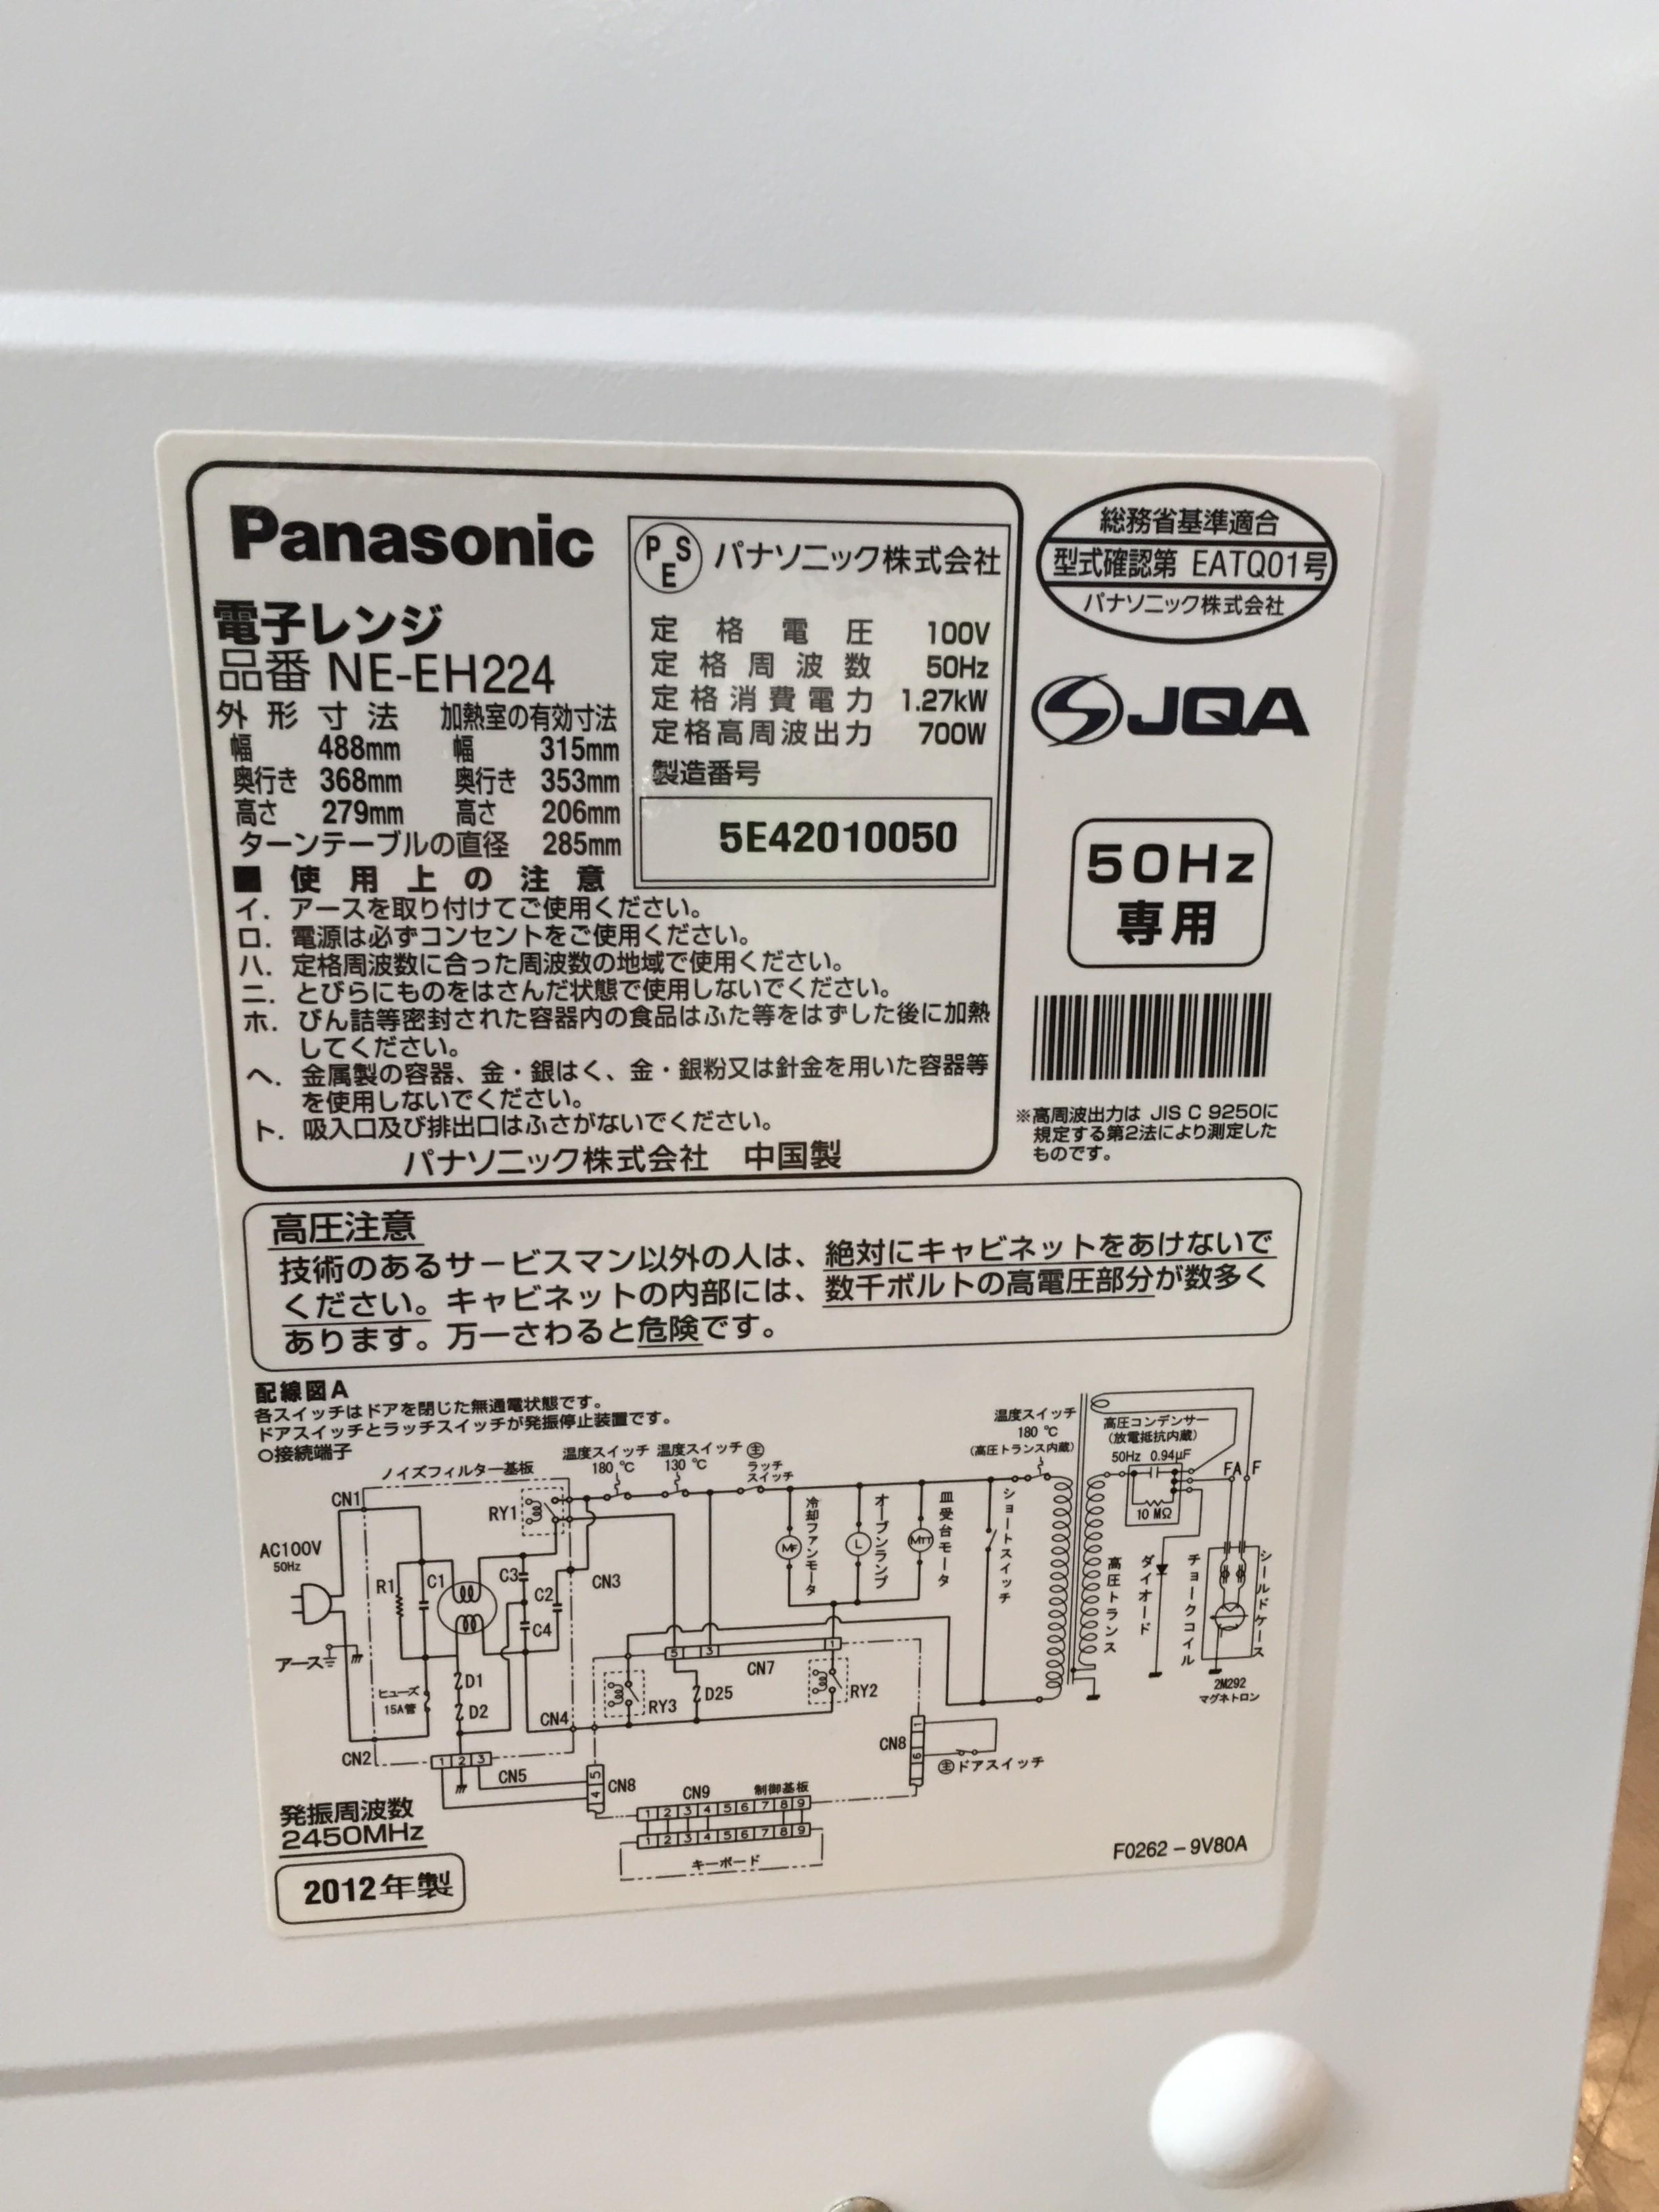 Panasonic
電子レンジ
品番 NE-EH224
外形寸法 加熱室の有効寸法
幅 488mm 幅 315mm
奥行き 368mm 奥行き 353mm
高さ 279mm 高さ 206mm
ターンテーブルの直径 285mm
PSE パナソニック株式会社
定格電圧 100V
定格周波数 50Hz
定格消費電力 1.27kW
定格高周波出力 700W
製造番号
5E42010050
■使用上の注意
イ. アースを取り付けてご使用ください。
ロ. 電源は必ずコンセントをご使用ください。
ハ. 定格周波数に合った周波数の地域で使用ください。
ニ. とびらにものをはさんだ状態で使用しないでください。
ホ. びん詰等密封された容器内の食品はふた等をはずした後に加熱
してください。
ヘ. 金属製の容器、金・銀はく、金・銀粉又は針金を用いた容器等
を使用しないでください。
ト. 吸入口及び排出口はふさがないでください。
パナソニック株式会社 中国製
総務省基準適合
型式確認第 EATQ01号
パナソニック株式会社
JQA
50Hz
専用
※高周波出力は JIS C 9250に
規定する第2法により測定した
ものです。
高圧注意
技術のあるサービスマン以外の人は、絶対にキャビネットをあけないで
ください。キャビネットの内部には、数千ボルトの高電圧部分が数多く
あります。万一さわると危険です。
配線図A
各スイッチはドアを閉じた無通電状態です。
ドアスイッチとラッチスイッチが発振停止装置です。
○接続端子
ノイズフィルター基板
温度スイッチ
180 ℃
温度スイッチ
130 ℃
主
ラッチ
スイッチ
温度スイッチ
180 ℃
(高圧トランス内蔵)
高圧コンデンサー
(放電抵抗内蔵)
50Hz 0.94μF
10 MΩ
FA F
CN1
RY1
AC100V
50Hz
R1
C1
C3
C2
C4
CN3
アース
ヒューズ
15A管
D1
D2
CN4
CN2
1 2 3
CN5
MF
冷却ファンモータ
L
オーブンランプ
MTT
皿受台モータ
ショートスイッチ
高圧トランス
ダイオード
チョークコイル
シールドケース
2M292
マグネトロン
5 3 1
CN7
RY3
D25
RY2
5 4
CN8
CN8
1 6
主ドアスイッチ
CN9
制御基板
1 2 3 4 5 6 7 8 9
1 2 3 4 5 6 7 8 9
キーボード
発振周波数
2450MHz
2012年製
F0262-9V80A